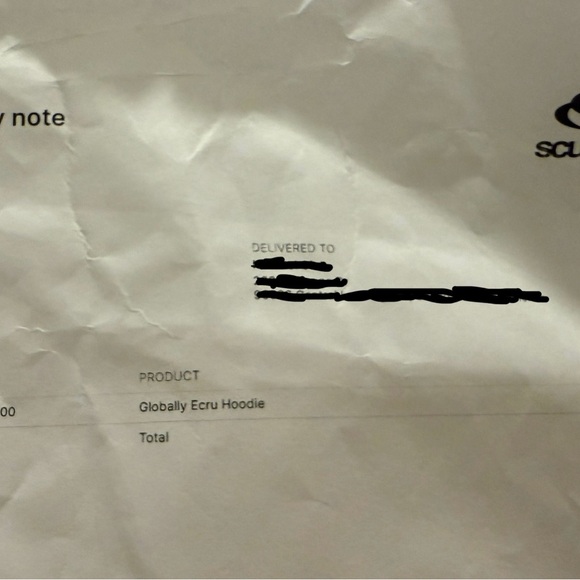 y note
SCU
DELIVERED TO
PRODUCT
00 Globally Ecru Hoodie
Total